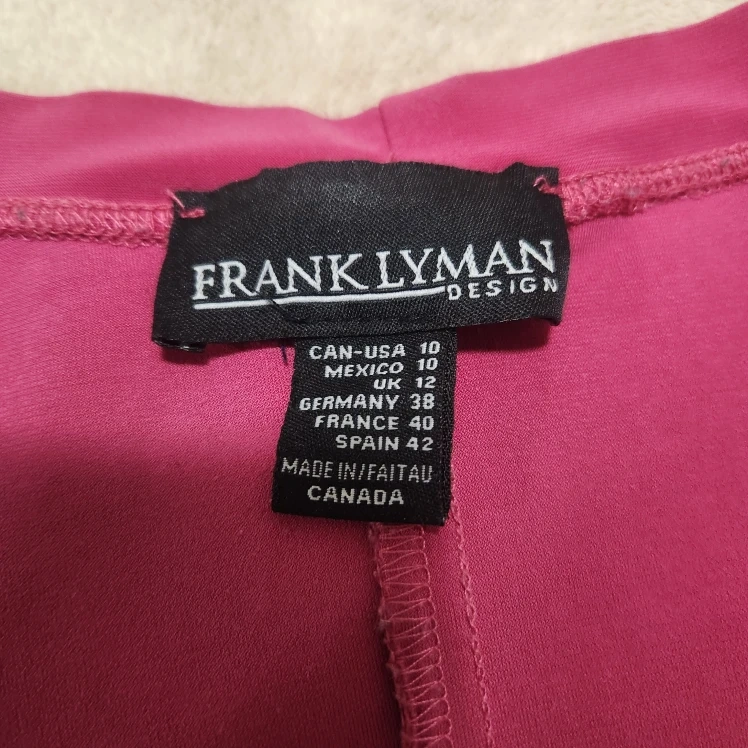 FRANK LYMAN
DESIGN
CAN-USA 10
MEXICO 10
UK 12
GERMANY 38
FRANCE 40
SPAIN 42
MADE IN/FAIT AU
CANADA